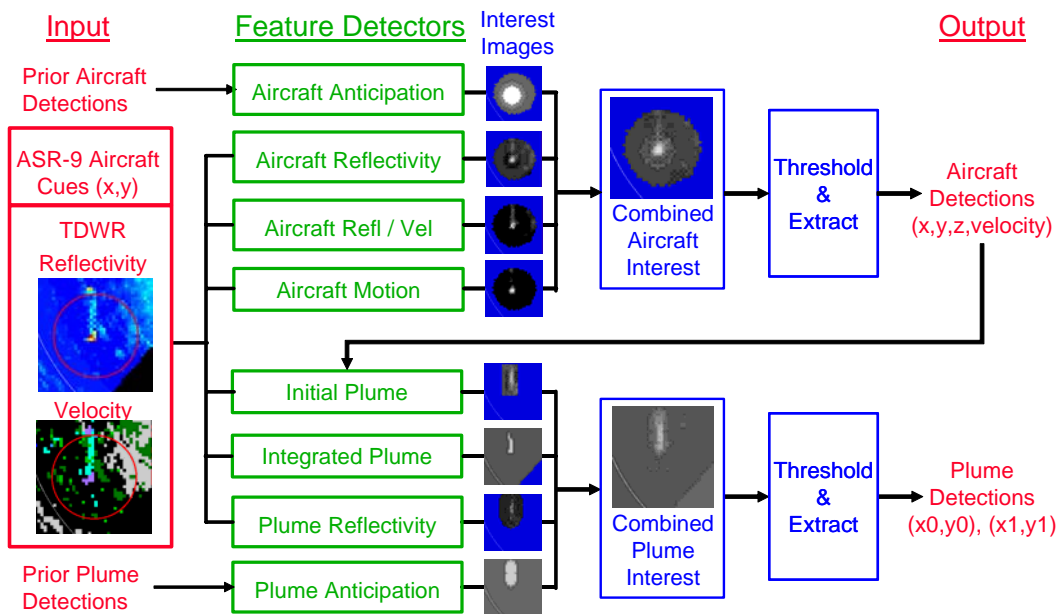 Input
Feature Detectors
Interest
Images
Output
Prior Aircraft
Detections
Aircraft Anticipation
ASR-9 Aircraft
Cues (x,y)
Aircraft Reflectivity
TDWR
Reflectivity
Aircraft Refl / Vel
Aircraft Motion
Combined
Aircraft
Interest
Threshold
&
Extract
Aircraft
Detections
(x,y,z,velocity)
Velocity
Initial Plume
Integrated Plume
Plume Reflectivity
Combined
Plume
Interest
Threshold
&
Extract
Plume
Detections
(x0,y0), (x1,y1)
Prior Plume
Detections
Plume Anticipation